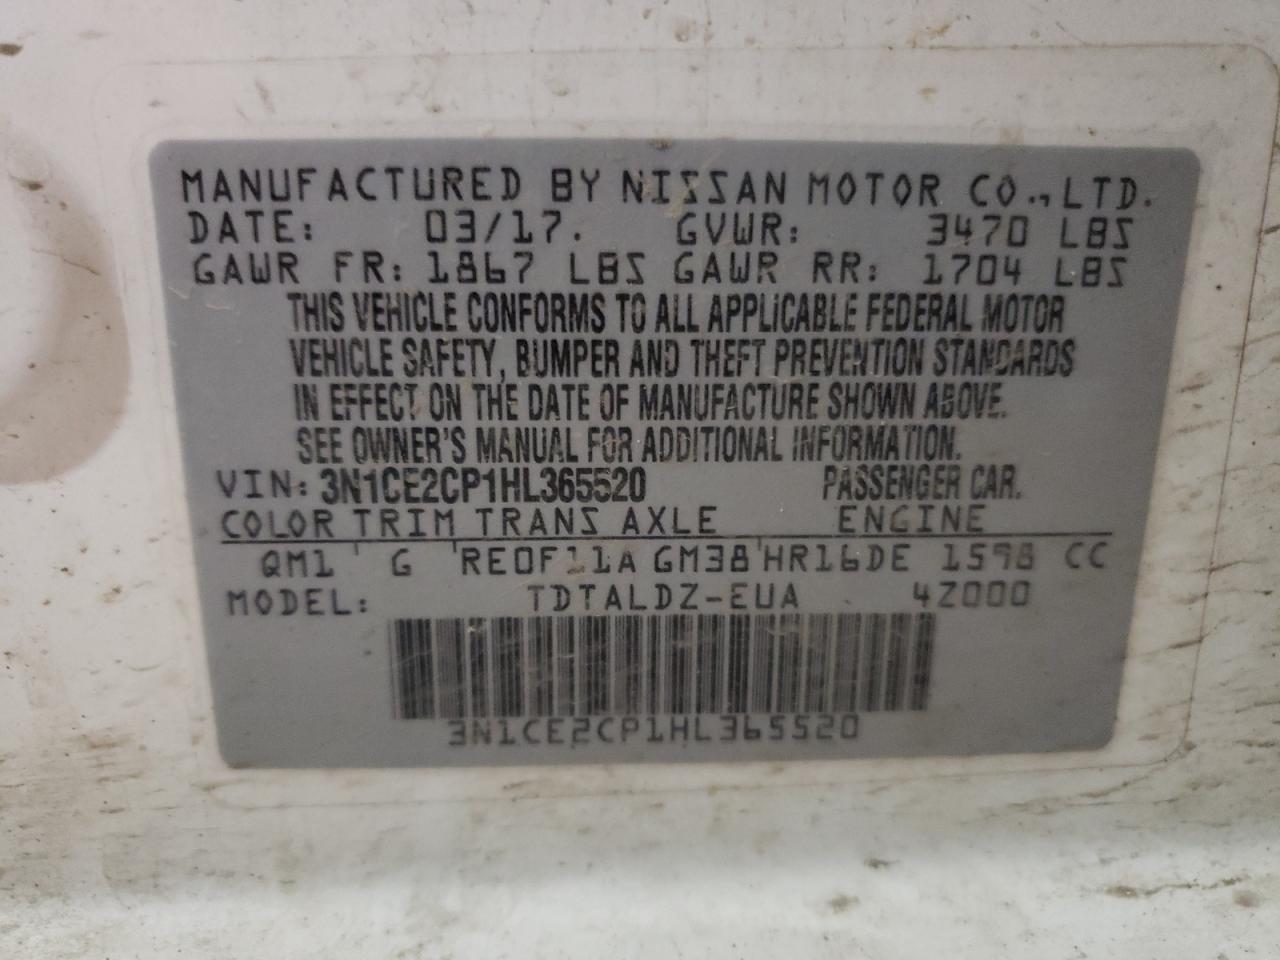 MANUFACTURED BY NISSAN MOTOR CO., LTD.
DATE: 03/17. GVWR: 3470 LBS
GAWR FR: 1867 LBS GAWR RR: 1704 LBS
THIS VEHICLE CONFORMS TO ALL APPLICABLE FEDERAL MOTOR
VEHICLE SAFETY, BUMPER AND THEFT PREVENTION STANDARDS
IN EFFECT ON THE DATE OF MANUFACTURE SHOWN ABOVE.
SEE OWNER'S MANUAL FOR ADDITIONAL INFORMATION.
VIN: 3N1CE2CP1HL365520 PASSENGER CAR.
COLOR TRIM TRANS AXLE ENGINE
QM1 G RE0F11A GM38 HR16DE 1598 CC
MODEL: TDTALDZ-EUA 4Z000
3N1CE2CP1HL365520